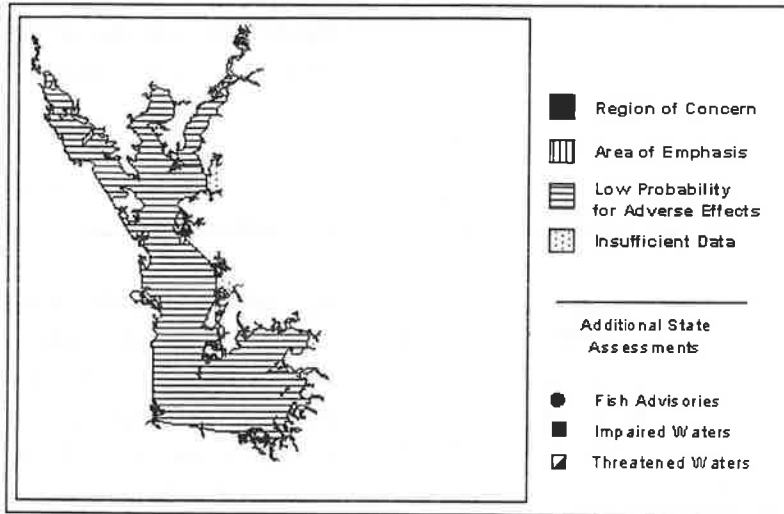 Region of Concern
Area of Emphasis
Low Probability
for Adverse Effects
Insufficient Data
Additional State
Assessments
Fish Advisories
Impaired Waters
Threatened Waters